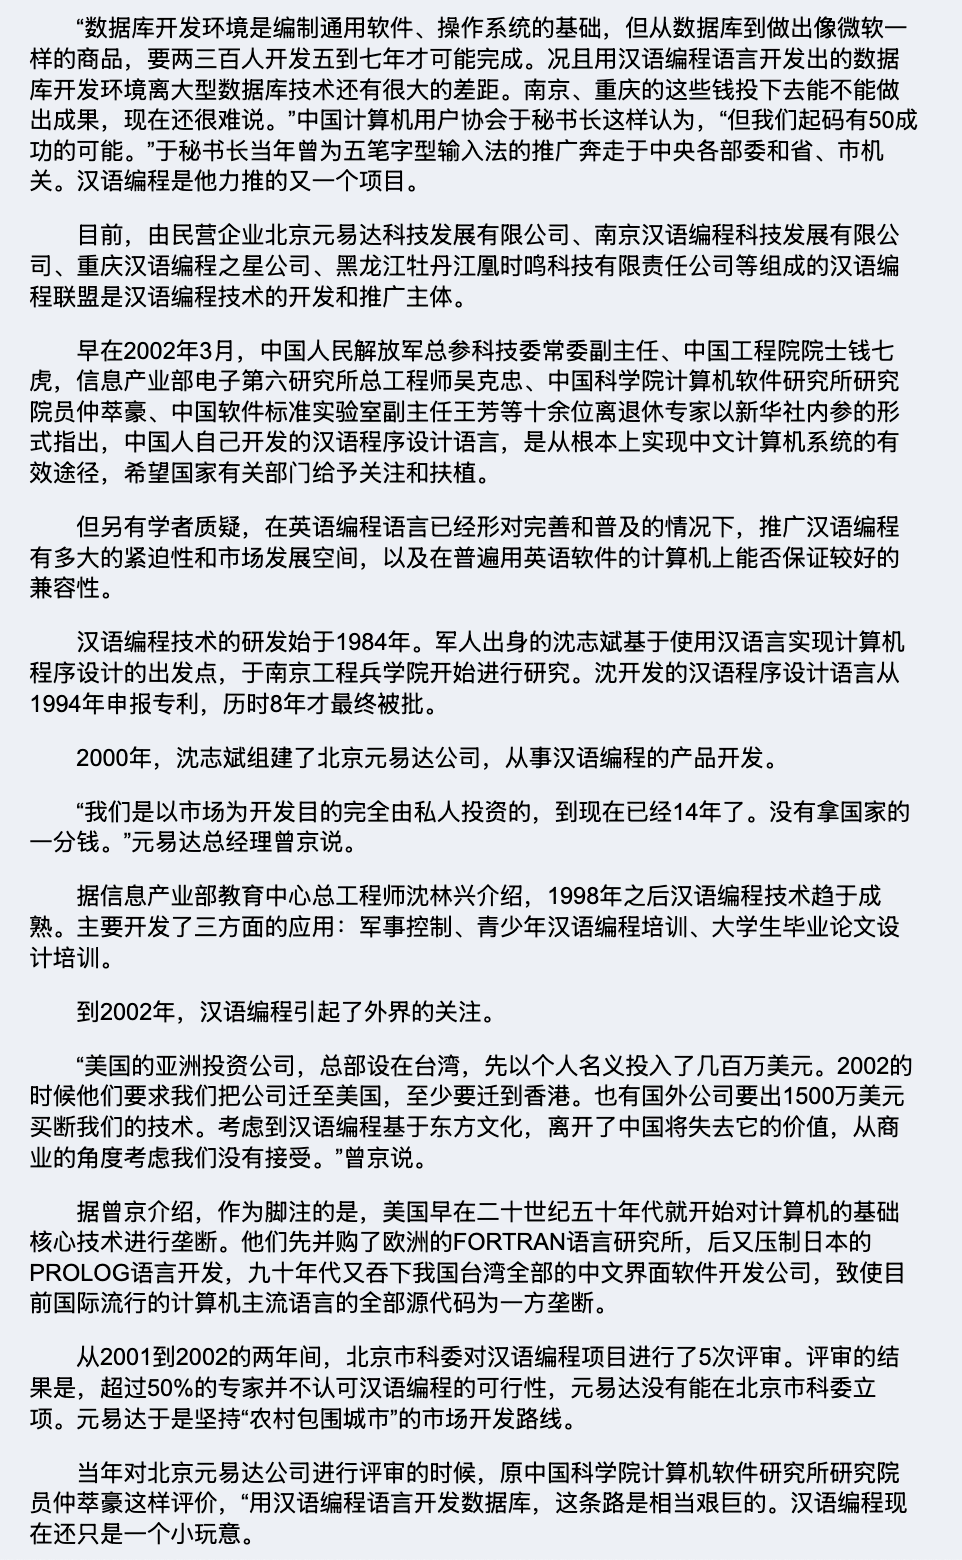 “数据库开发环境是编制通用软件、操作系统的基础，但从数据库到做出像微软一
样的商品，要两三百人开发五到七年才可能完成。况且用汉语编程语言开发出的数据
库开发环境离大型数据库技术还有很大的差距。南京、重庆的这些钱投下去能不能做
出成果，现在还很难说。”中国计算机用户协会于秘书长这样认为，“但我们起码有50成
功的可能。”于秘书长当年曾为五笔字型输入法的推广奔走于中央各部委和省、市机
关。汉语编程是他力推的又一个项目。
目前，由民营企业北京元易达科技发展有限公司、南京汉语编程科技发展有限公
司、重庆汉语编程之星公司、黑龙江牡丹江凰时鸣科技有限责任公司等组成的汉语编
程联盟是汉语编程技术的开发和推广主体。
早在2002年3月，中国人民解放军总参科技委常委副主任、中国工程院院士钱七
虎，信息产业部电子第六研究所总工程师吴克忠、中国科学院计算机软件研究所研究
院员仲萃豪、中国软件标准实验室副主任王芳等十余位离退休专家以新华社内参的形
式指出，中国人自己开发的汉语程序设计语言，是从根本上实现中文计算机系统的有
效途径，希望国家有关部门给予关注和扶植。
但另有学者质疑，在英语编程语言已经形对完善和普及的情况下，推广汉语编程
有多大的紧迫性和市场发展空间，以及在普遍用英语软件的计算机上能否保证较好的
兼容性。
汉语编程技术的研发始于1984年。军人出身的沈志斌基于使用汉语言实现计算机
程序设计的出发点，于南京工程兵学院开始进行研究。沈开发的汉语程序设计语言从
1994年申报专利，历时8年才最终被批。
2000年，沈志斌组建了北京元易达公司，从事汉语编程的产品开发。
“我们是以市场为开发目的完全由私人投资的，到现在已经14年了。没有拿国家的
一分钱。”元易达总经理曾京说。
据信息产业部教育中心总工程师沈林兴介绍，1998年之后汉语编程技术趋于成
熟。主要开发了三方面的应用：军事控制、青少年汉语编程培训、大学生毕业论文设
计培训。
到2002年，汉语编程引起了外界的关注。
“美国的亚洲投资公司，总部设在台湾，先以个人名义投入了几百万美元。2002的
时候他们要求我们把公司迁至美国，至少要迁到香港。也有国外公司要出1500万美元
买断我们的技术。考虑到汉语编程基于东方文化，离开了中国将失去它的价值，从商
业的角度考虑我们没有接受。”曾京说。
据曾京介绍，作为脚注的是，美国早在二十世纪五十年代就开始对计算机的基础
核心技术进行垄断。他们先并购了欧洲的FORTRAN语言研究所，后又压制日本的
PROLOG语言开发，九十年代又吞下我国台湾全部的中文界面软件开发公司，致使目
前国际流行的计算机主流语言的全部源代码为一方垄断。
从2001到2002的两年间，北京市科委对汉语编程项目进行了5次评审。评审的结
果是，超过50%的专家并不认可汉语编程的可行性，元易达没有能在北京市科委立
项。元易达于是坚持“农村包围城市”的市场开发路线。
当年对北京元易达公司进行评审的时候，原中国科学院计算机软件研究所研究院
员仲萃豪这样评价，“用汉语编程语言开发数据库，这条路是相当艰巨的。汉语编程现
在还只是一个小玩意。